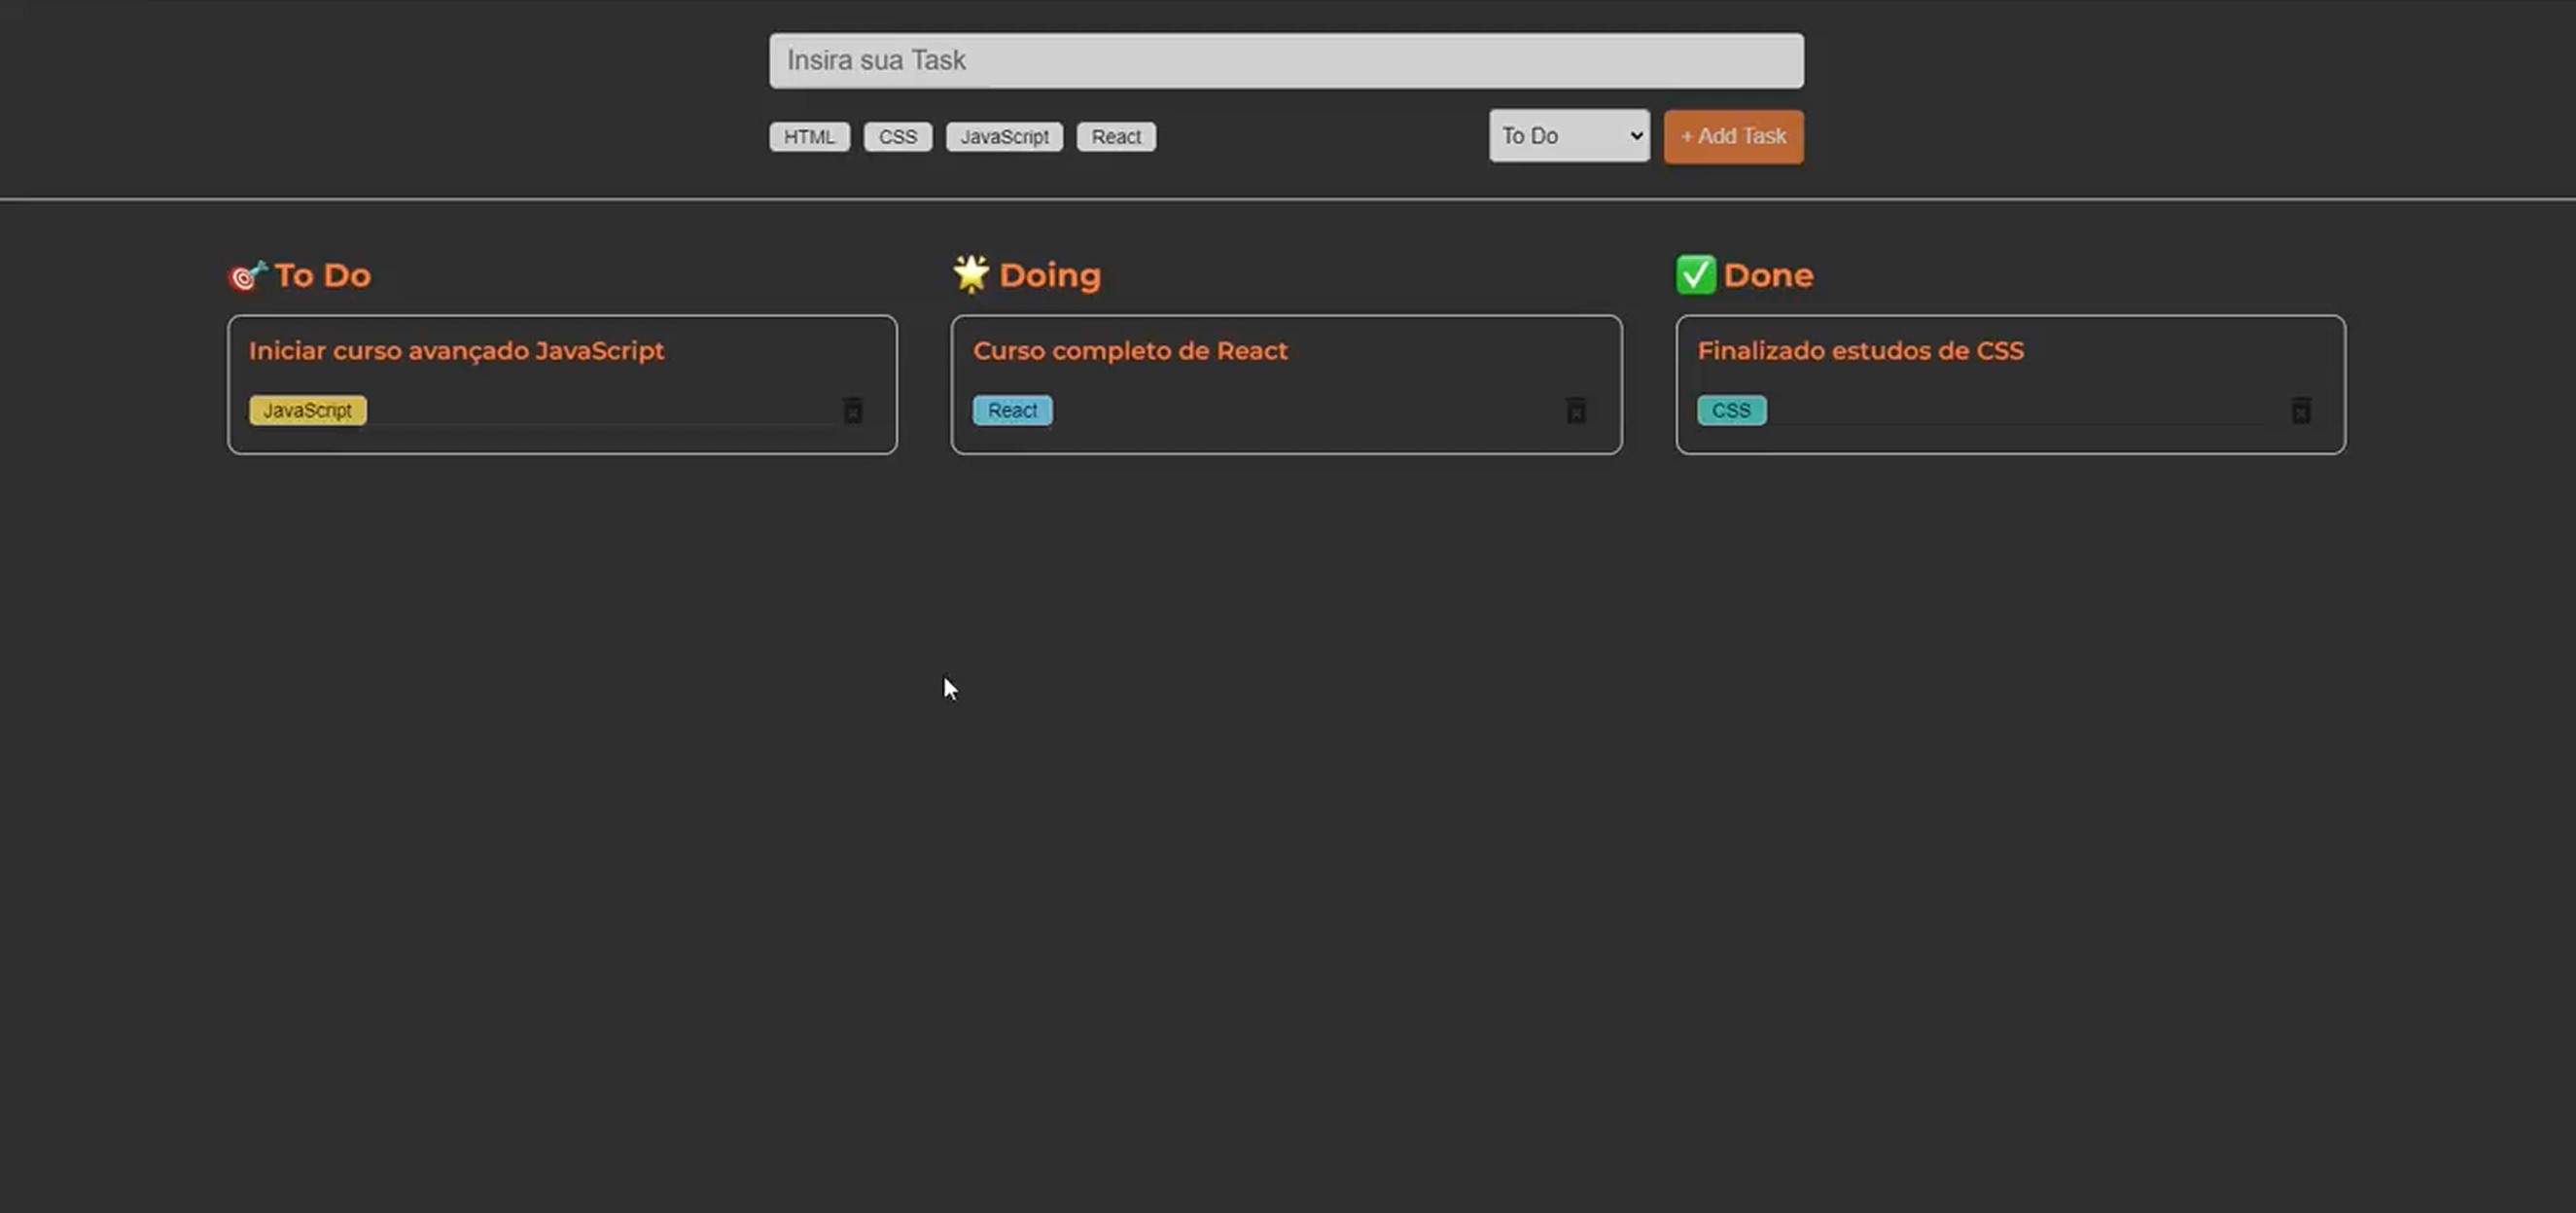 Insira sua Task
HTML CSS JavaScript React To Do + Add Task
To Do
Iniciar curso avançado JavaScript
JavaScript
Doing
Curso completo de React
React
Done
Finalizado estudos de CSS
CSS